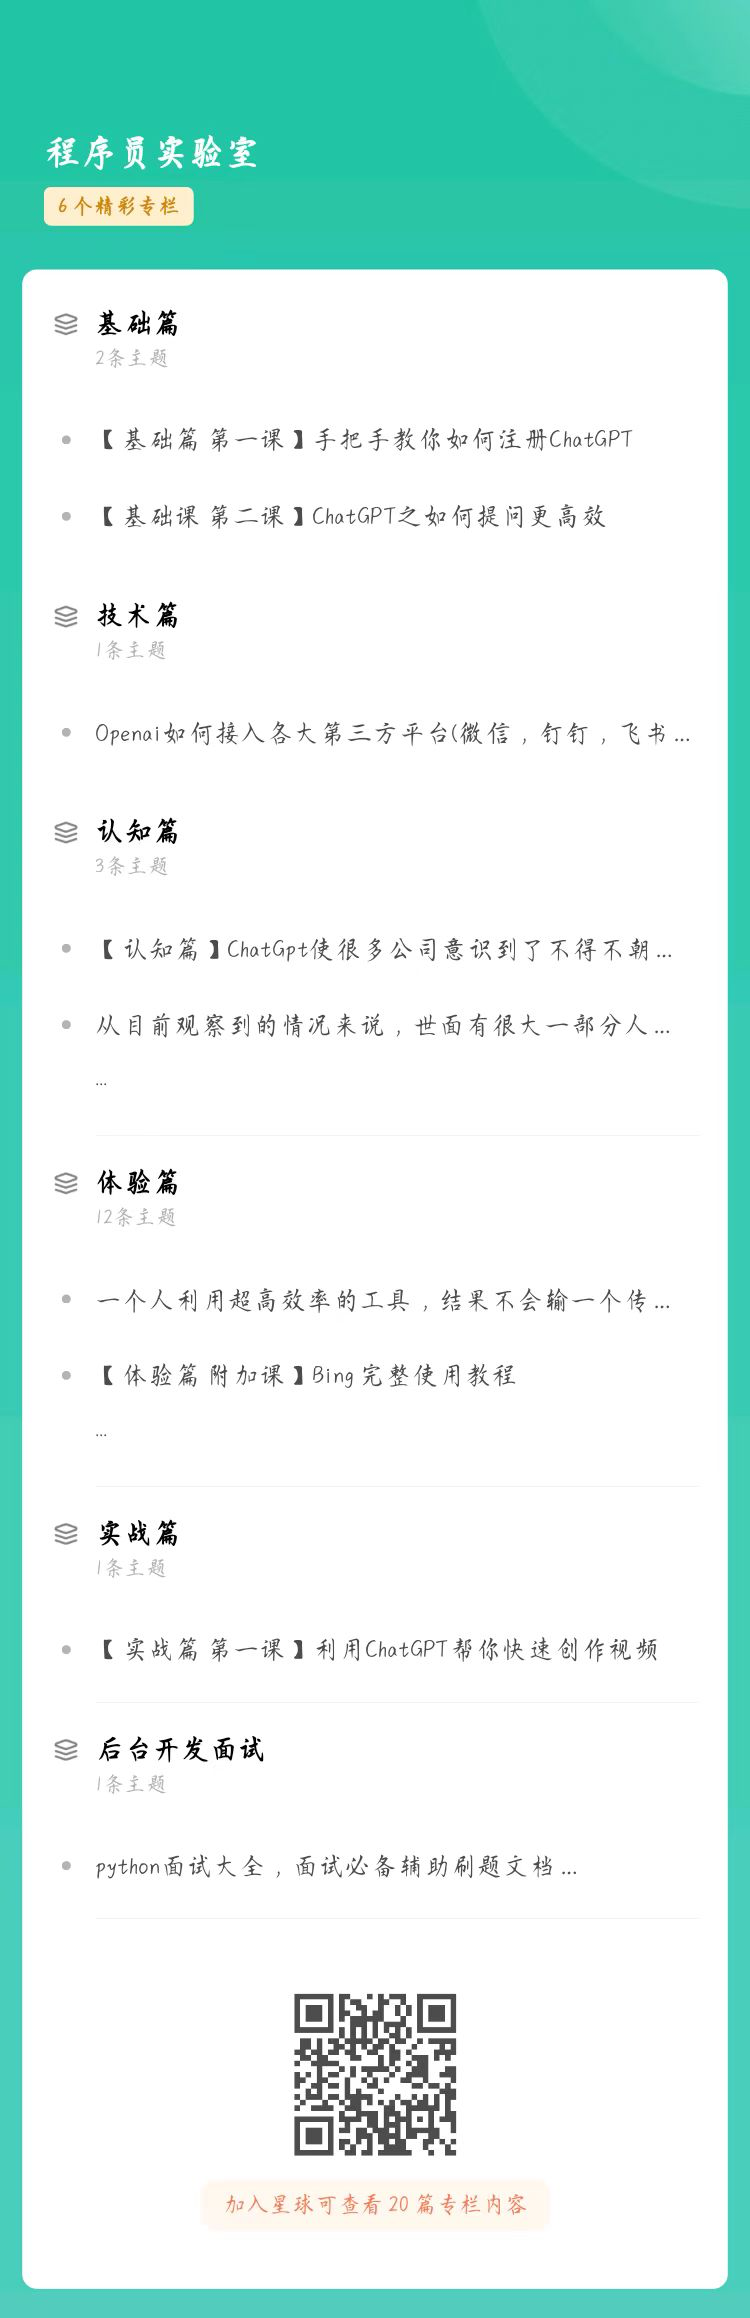 程序员实验室
6个精彩专栏
基础篇
2条主题
【基础篇 第一课】手把手教你如何注册ChatGPT
【基础课 第二课】ChatGPT之如何提问更高效
技术篇
1条主题
Openai如何接入各大第三方平台(微信，钉钉，飞书...
认知篇
3条主题
【认知篇】ChatGpt使很多公司意识到了不得不朝...
从目前观察到的情况来说，世面有很大一部分人...
...
体验篇
12条主题
一个人利用超高效率的工具，结果不会输一个传...
【体验篇 附加课】Bing完整使用教程
...
实战篇
1条主题
【实战篇 第一课】利用ChatGPT帮你快速创作视频
后台开发面试
1条主题
python面试大全，面试必备辅助刷题文档...
加入星球可查看 20 篇专栏内容